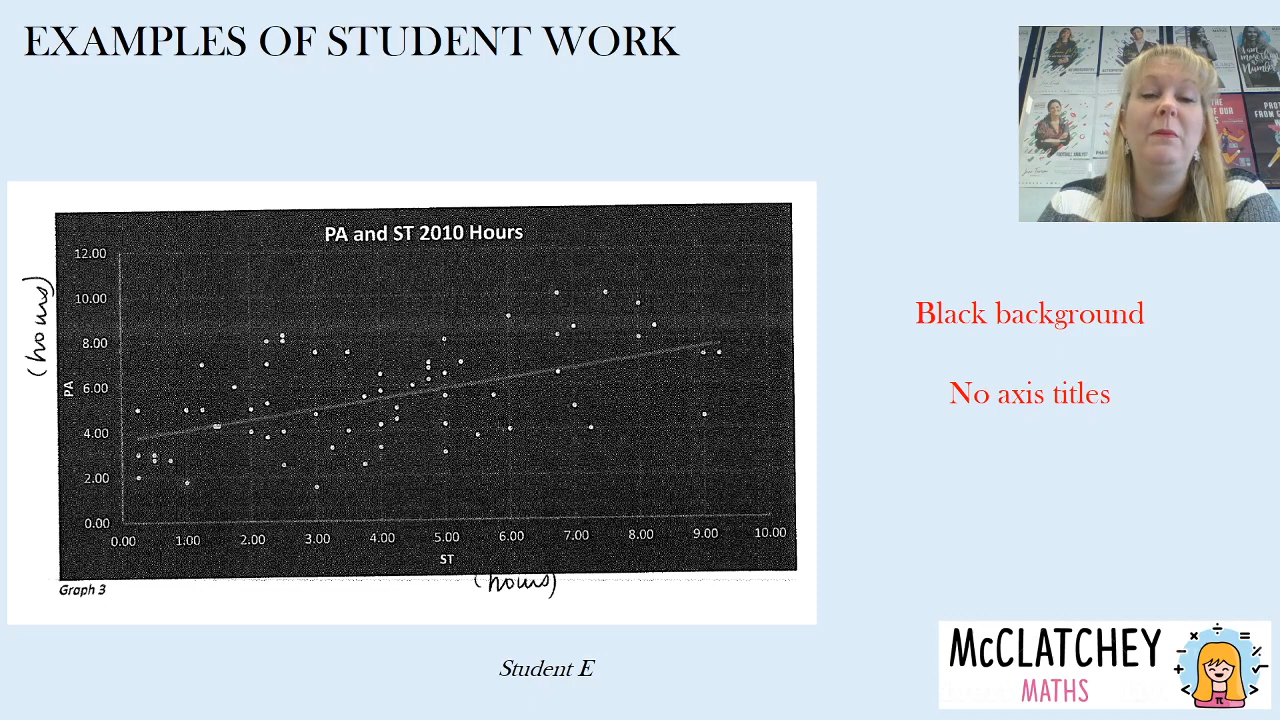 EXAMPLES OF STUDENT WORK
PA and ST 2010 Hours
12.00
10.00
8.00
6.00
4.00
2.00
0.00
PA
(hours)
0.00 1.00 2.00 3.00 4.00 5.00 6.00 7.00 8.00 9.00 10.00
ST
(hours)
Graph 3
Student E
Black background
No axis titles
McCLATCHEY
MATHS